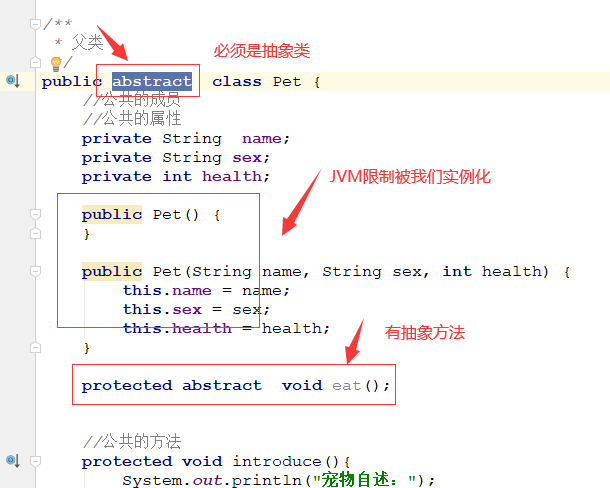 /**
* 父类
必须是抽象类
*/
public abstract class Pet {
//公共的成员
//公共的属性
private String name;
private String sex;
private int health;
JVM限制被我们实例化
public Pet() {
}
public Pet(String name, String sex, int health) {
this.name = name;
this.sex = sex;
this.health = health;
有抽象方法
}
protected abstract void eat();
//公共的方法
protected void introduce(){
System.out.println("宠物自述：");